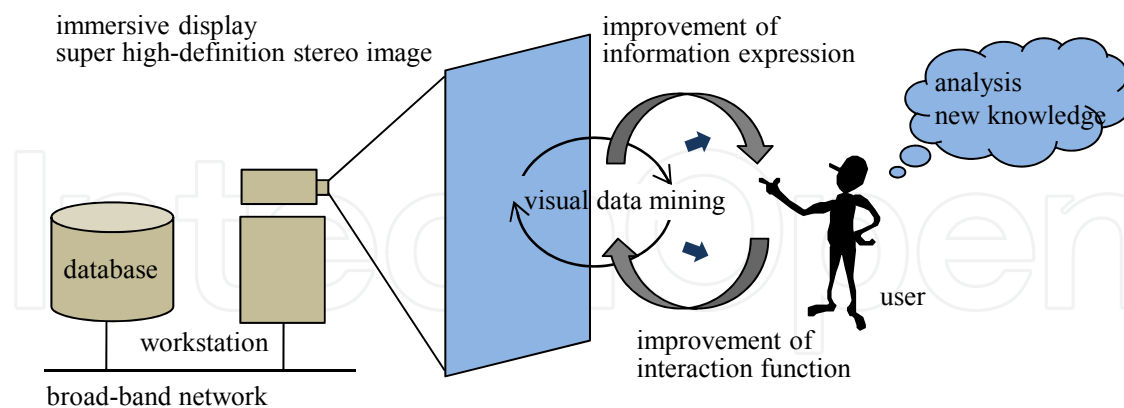 immersive display
super high-definition stereo image
improvement of
information expression
analysis
new knowledge
visual data mining
database
user
workstation
improvement of
interaction function
broad-band network
IntechOpen